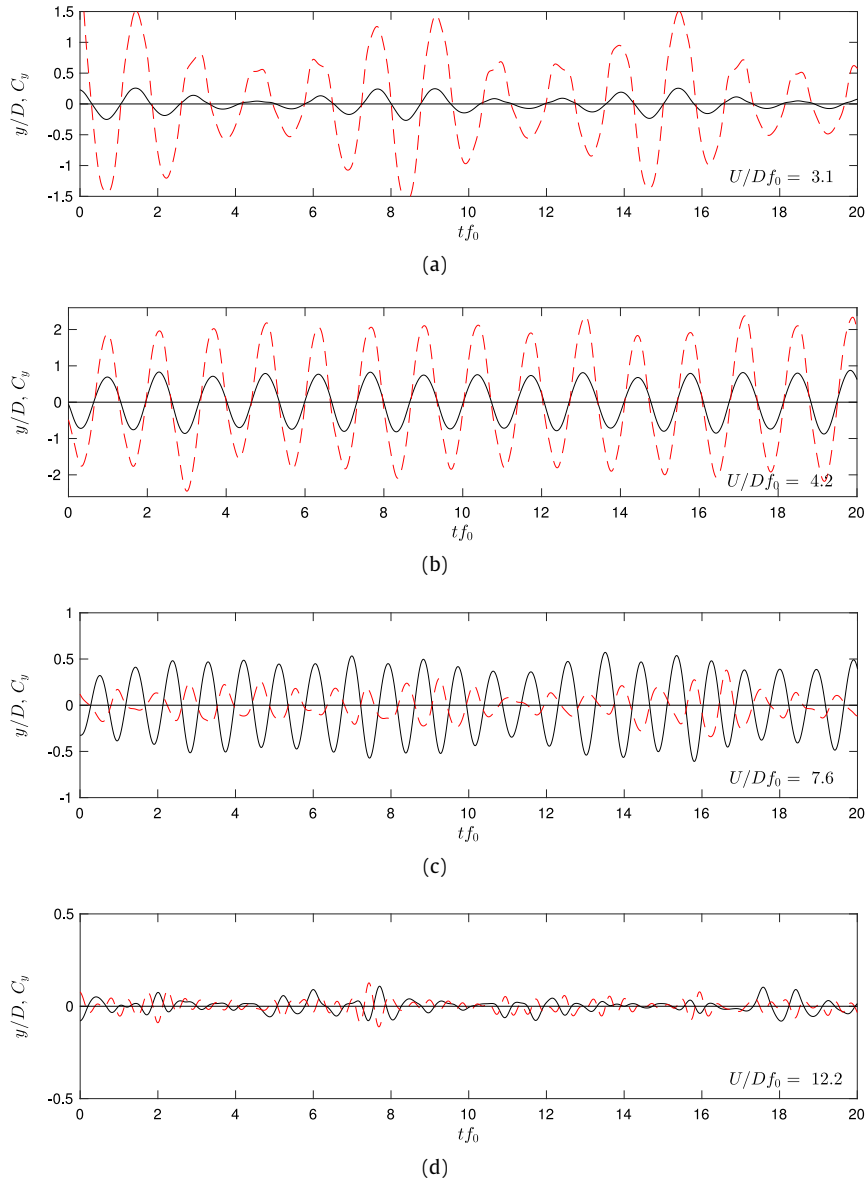 1.5
1
0.5
0
-0.5
-1
-1.5
y/D, C_y
U/Df_0 = 3.1
0 2 4 6 8 10 12 14 16 18 20
tf_0
(a)
2
1
0
-1
-2
y/D, C_y
U/Df_0 = 4.2
0 2 4 6 8 10 12 14 16 18 20
tf_0
(b)
1
0.5
0
-0.5
-1
y/D, C_y
U/Df_0 = 7.6
0 2 4 6 8 10 12 14 16 18 20
tf_0
(c)
0.5
0
-0.5
y/D, C_y
U/Df_0 = 12.2
0 2 4 6 8 10 12 14 16 18 20
tf_0
(d)